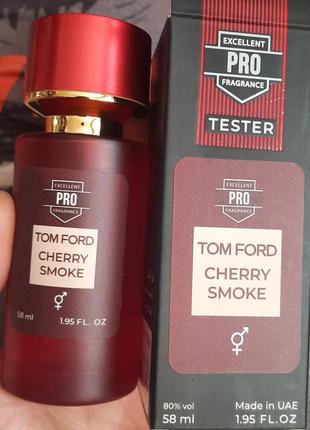 EXCELLENT
PRO
FRAGRANCE
TOM FORD
CHERRY
SMOKE
58 ml
1.95 FL. OZ
EXCELLENT
PRO
FRAGRANCE
TESTER
EXCELLENT
PRO
FRAGRANCE
TOM FORD
CHERRY
SMOKE
80% vol
Made in UAE
58 ml
1.95 FL.OZ